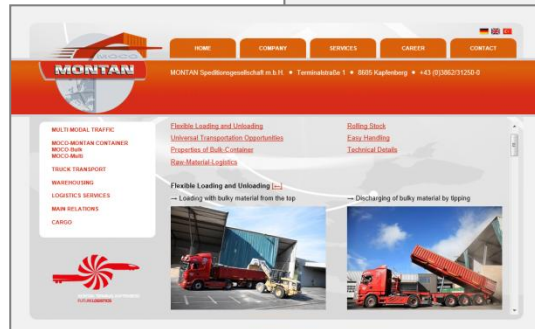 HOME
COMPANY
SERVICES
CAREER
CONTACT
MOCO
MONTAN
MONTAN Speditionsgesellschaft m.b.H. • Terminalstraße 1 • 8605 Kapfenberg • +43 (0)3862/31250-0
MULTI MODAL TRAFFIC
MOCO-MONTAN CONTAINER
MOCO-Bulk
MOCO-Multi
TRUCK TRANSPORT
WAREHOUSING
LOGISTICS SERVICES
MAIN RELATIONS
CARGO
Flexible Loading and Unloading
Universal Transportation Opportunities
Properties of Bulk-Container
Raw-Material-Logistics
Rolling Stock
Easy Handling
Technical Details
Flexible Loading and Unloading [...]
→ Loading with bulky material from the top
→ Discharging of bulky material by tipping